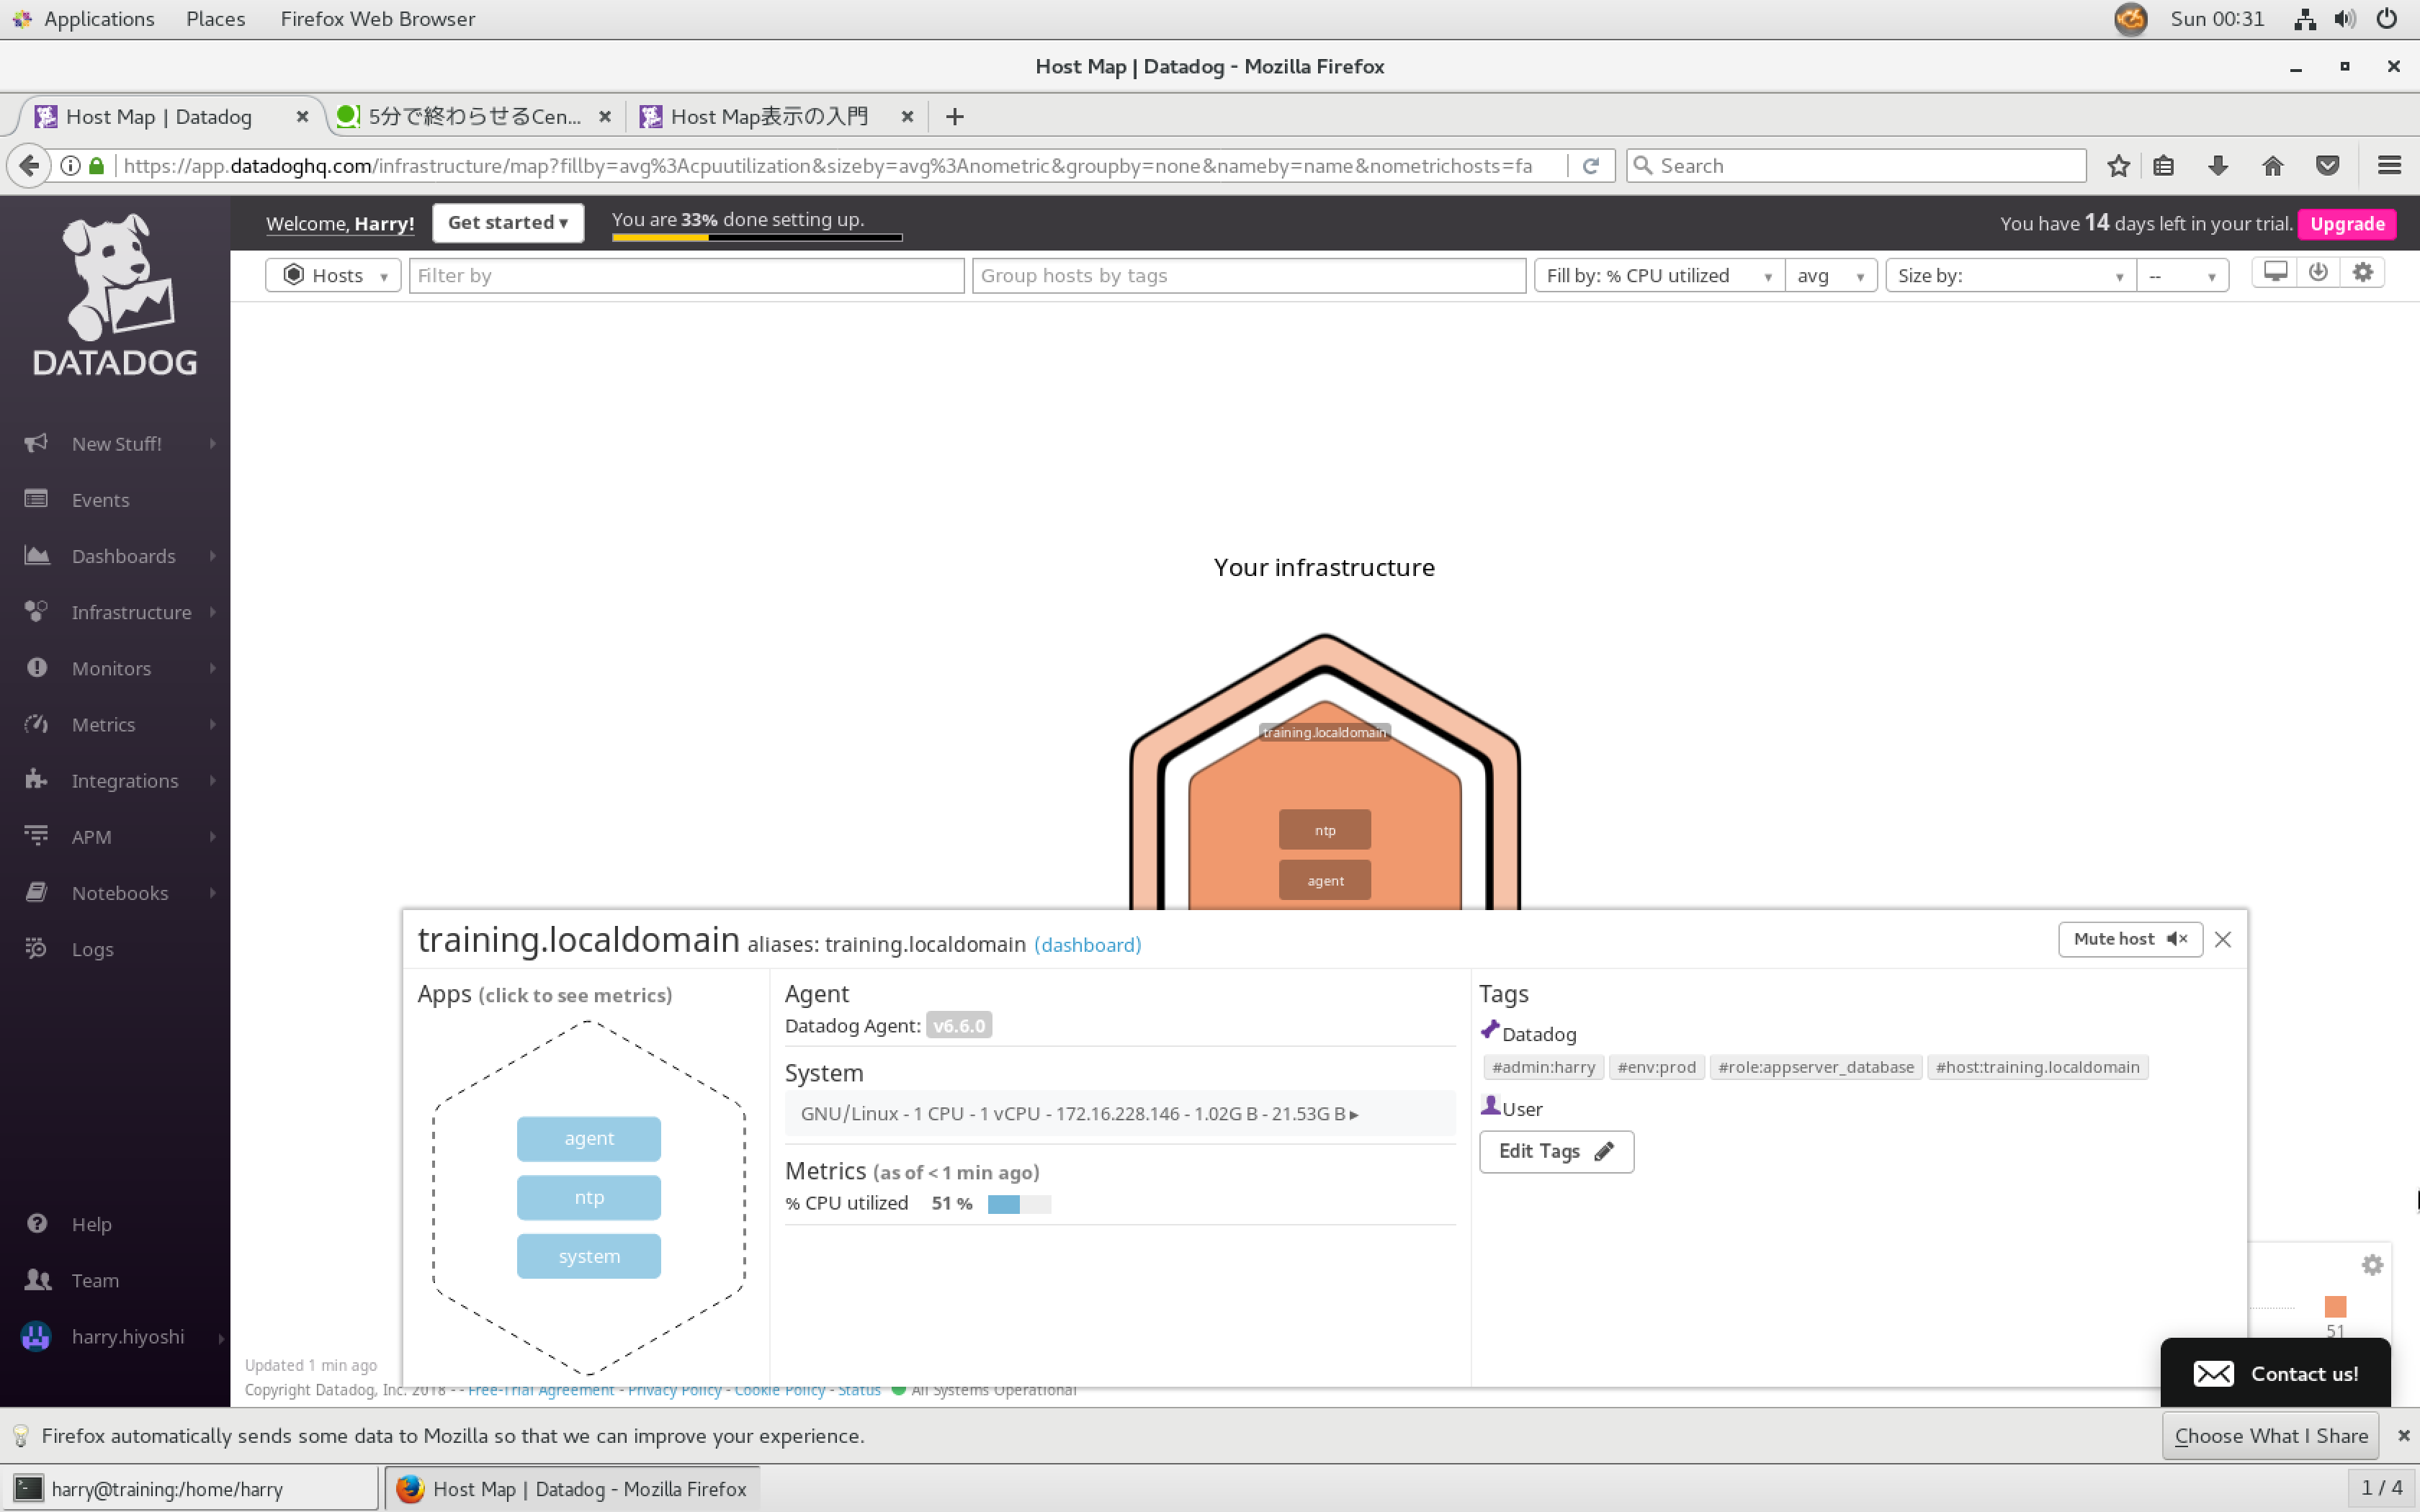 Applications Places Firefox Web Browser Sun 00:31
Host Map | Datadog - Mozilla Firefox
Host Map | Datadog 5分で終わらせるCen... Host Map表示の入門
https://app.datadoghq.com/infrastructure/map?fillby=avg%3Acpuutilization&sizeby=avg%3Anometric&groupby=none&nameby=name&nometrichosts=fa Search
Welcome, Harry! Get started ▾ You are 33% done setting up. You have 14 days left in your trial. Upgrade
Hosts Filter by Group hosts by tags Fill by: % CPU utilized avg Size by: --
DATADOG
New Stuff!
Events
Dashboards
Infrastructure
Monitors
Metrics
Integrations
APM
Notebooks
Logs
Help
Team
harry.hiyoshi
Your infrastructure
training.localdomain
ntp
agent
training.localdomain aliases: training.localdomain (dashboard) Mute host
Apps (click to see metrics)
agent
ntp
system
Agent
Datadog Agent: v6.6.0
System
GNU/Linux - 1 CPU - 1 vCPU - 172.16.228.146 - 1.02G B - 21.53G B ▸
Metrics (as of < 1 min ago)
% CPU utilized 51 %
Tags
Datadog
#admin:harry #env:prod #role:appserver_database #host:training.localdomain
User
Edit Tags
51
Updated 1 min ago
Copyright Datadog, Inc. 2018 - - Free-Trial Agreement - Privacy Policy - Cookie Policy - Status All Systems Operational
Contact us!
Firefox automatically sends some data to Mozilla so that we can improve your experience. Choose What I Share
harry@training:/home/harry Host Map | Datadog - Mozilla Firefox 1 / 4